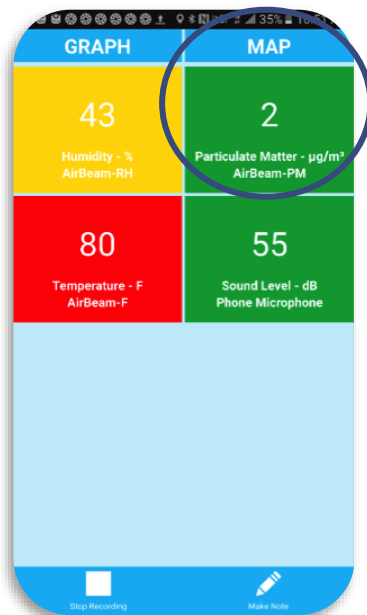 35%
GRAPH MAP
43
Humidity - %
AirBeam-RH
2
Particulate Matter - µg/m³
AirBeam-PM
80
Temperature - F
AirBeam-F
55
Sound Level - dB
Phone Microphone
Stop Recording
Make Note